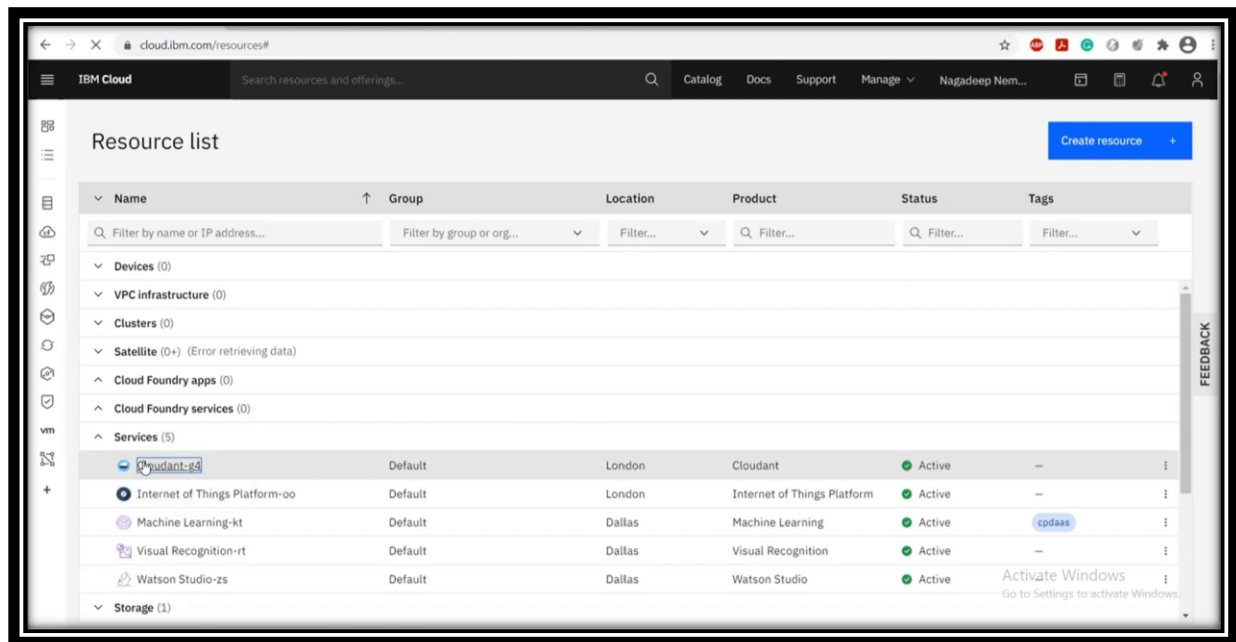 cloud.ibm.com/resources#
ABP
IBM Cloud
Search resources and offerings...
Catalog Docs Support Manage Nagadeep Nem...
Resource list
Create resource +
Name Group Location Product Status Tags
Filter by name or IP address... Filter by group or org... Filter... Filter... Filter... Filter...
Devices (0)
VPC infrastructure (0)
Clusters (0)
Satellite (0+) (Error retrieving data)
Cloud Foundry apps (0)
Cloud Foundry services (0)
vm
Services (5)
Cloudant-g4 Default London Cloudant Active –
Internet of Things Platform-oo Default London Internet of Things Platform Active –
Machine Learning-kt Default Dallas Machine Learning Active cpdaas
Visual Recognition-rt Default Dallas Visual Recognition Active –
Watson Studio-zs Default Dallas Watson Studio Active –
Storage (1)
FEEDBACK
Activate Windows
Go to Settings to activate Windows.